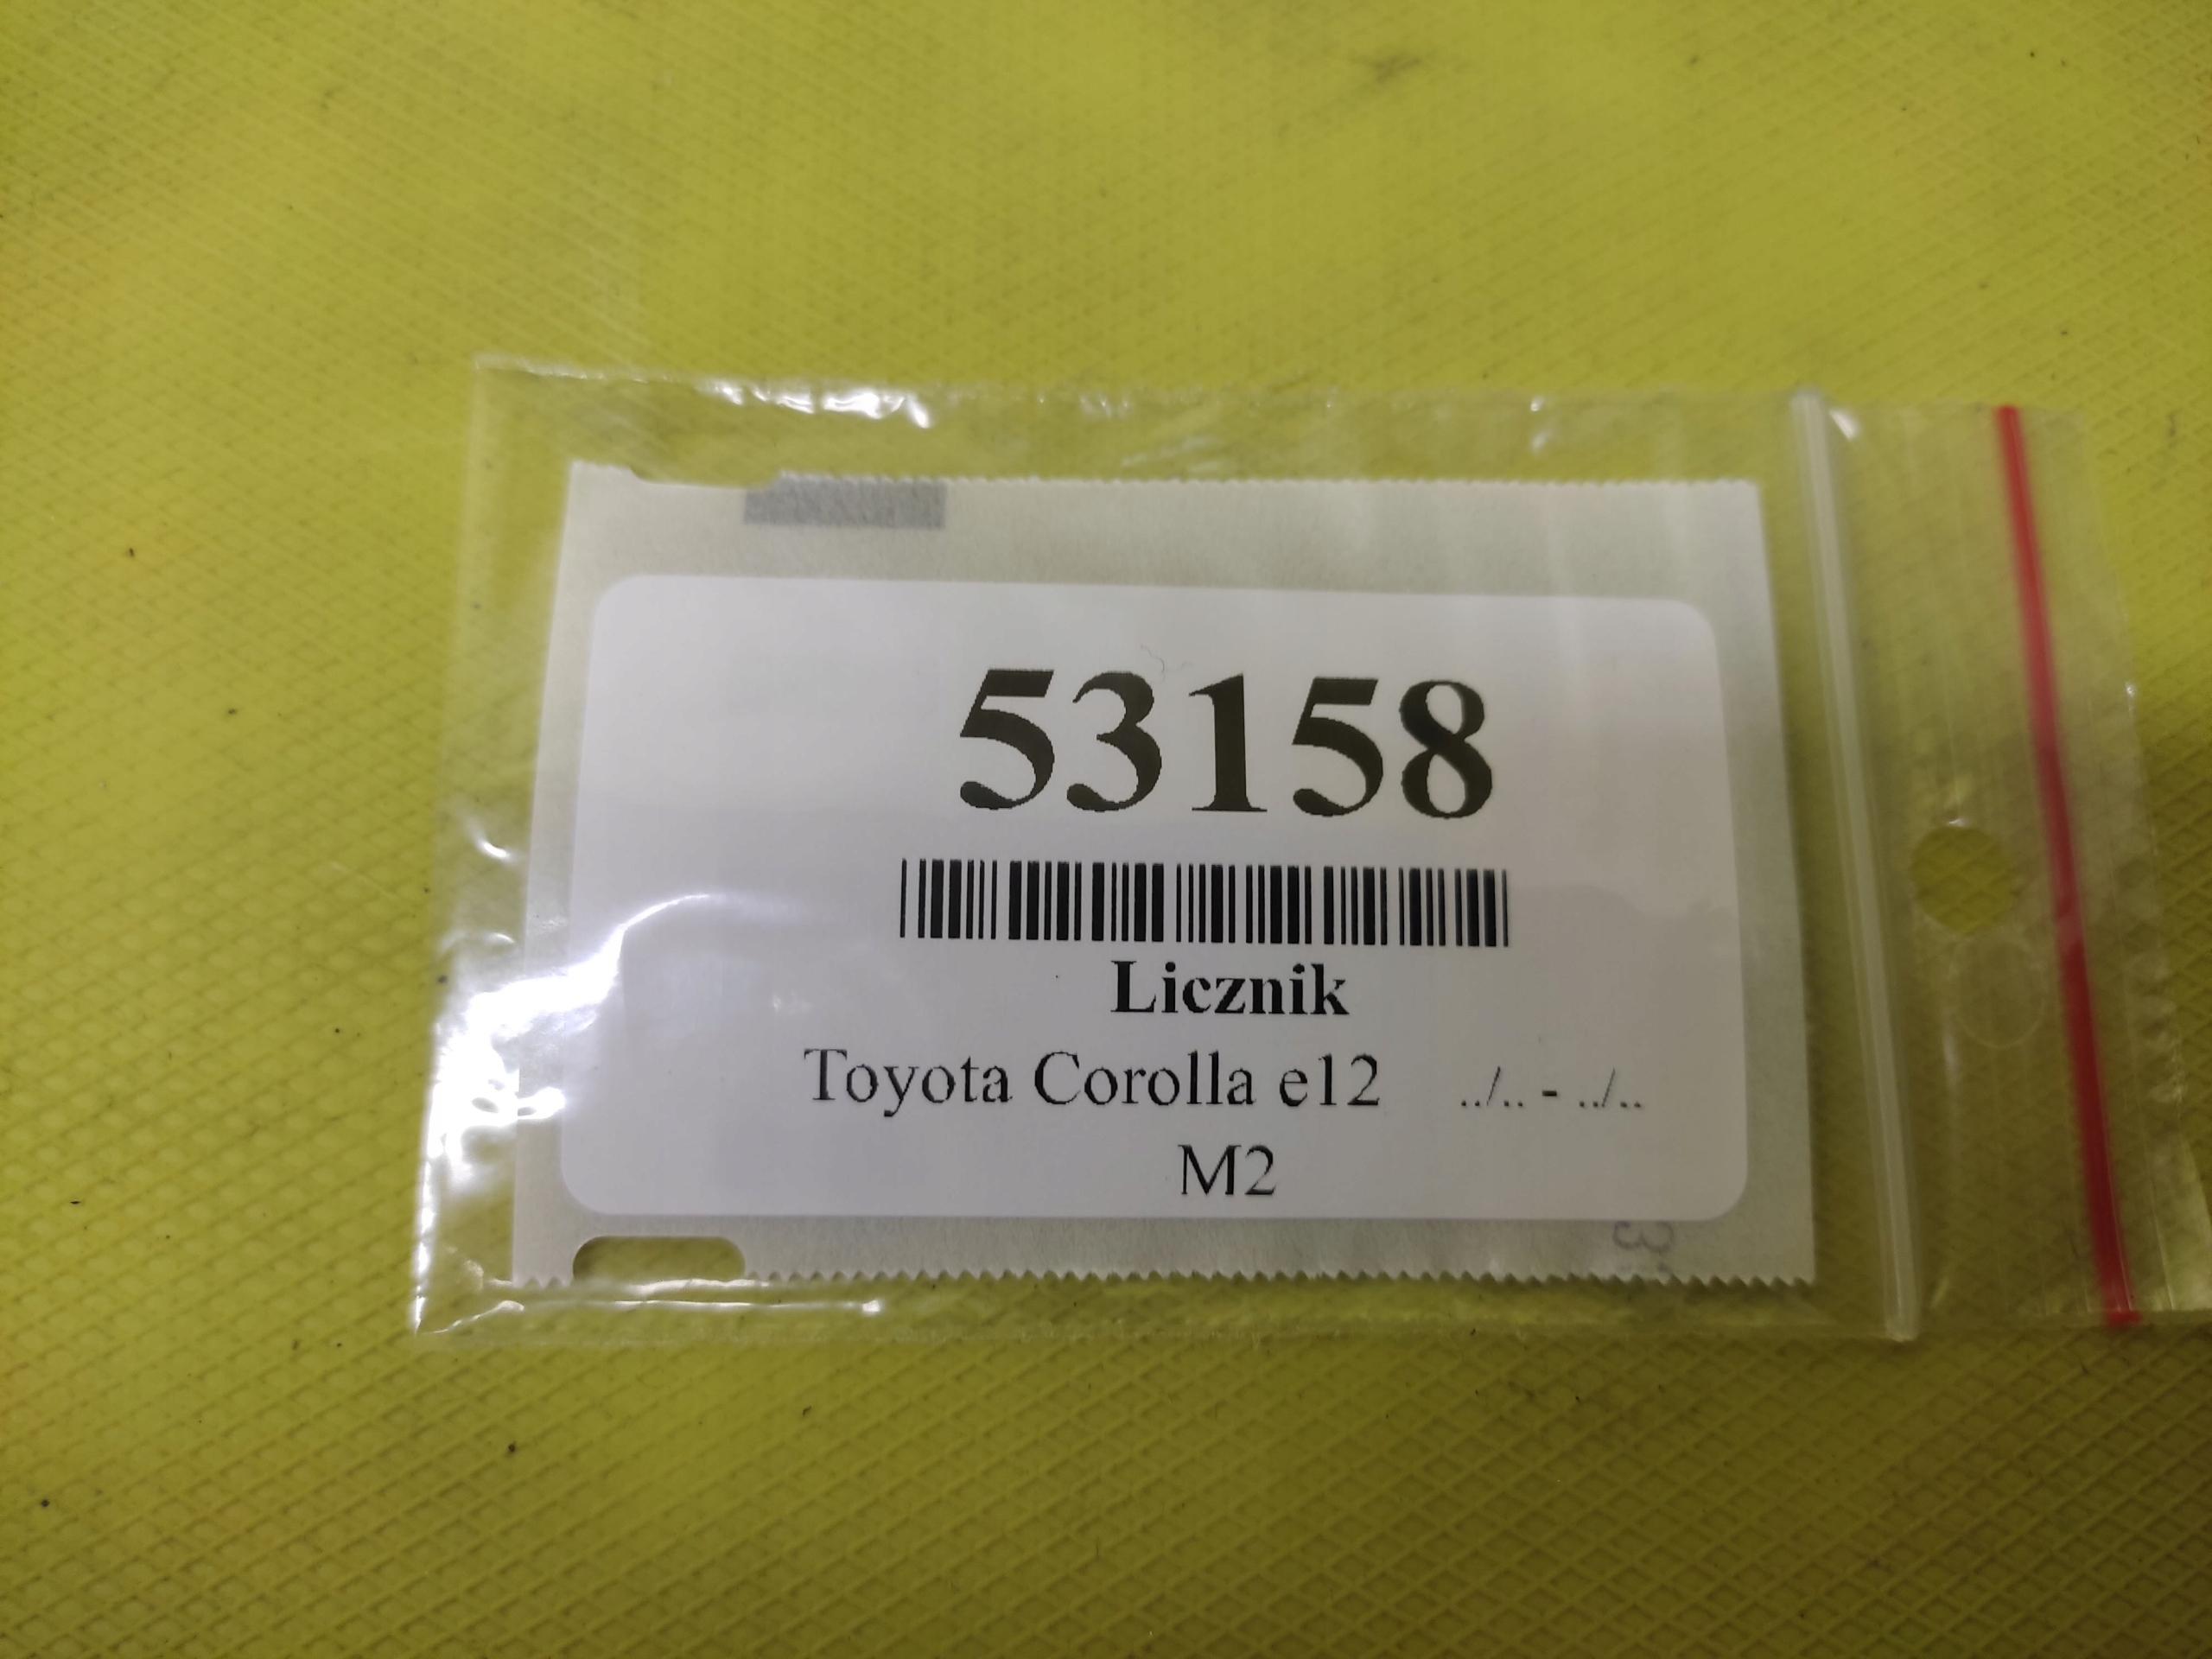 53158
Licznik
Toyota Corolla e12 ../.. - ../..
M2